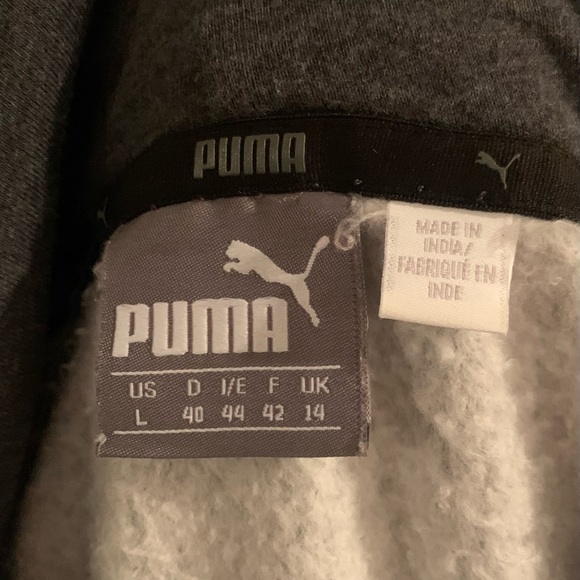 PUMA
MADE IN
INDIA/
FABRIQUÉ EN
INDE
PUMA
US D I/E F UK
L 40 44 42 14